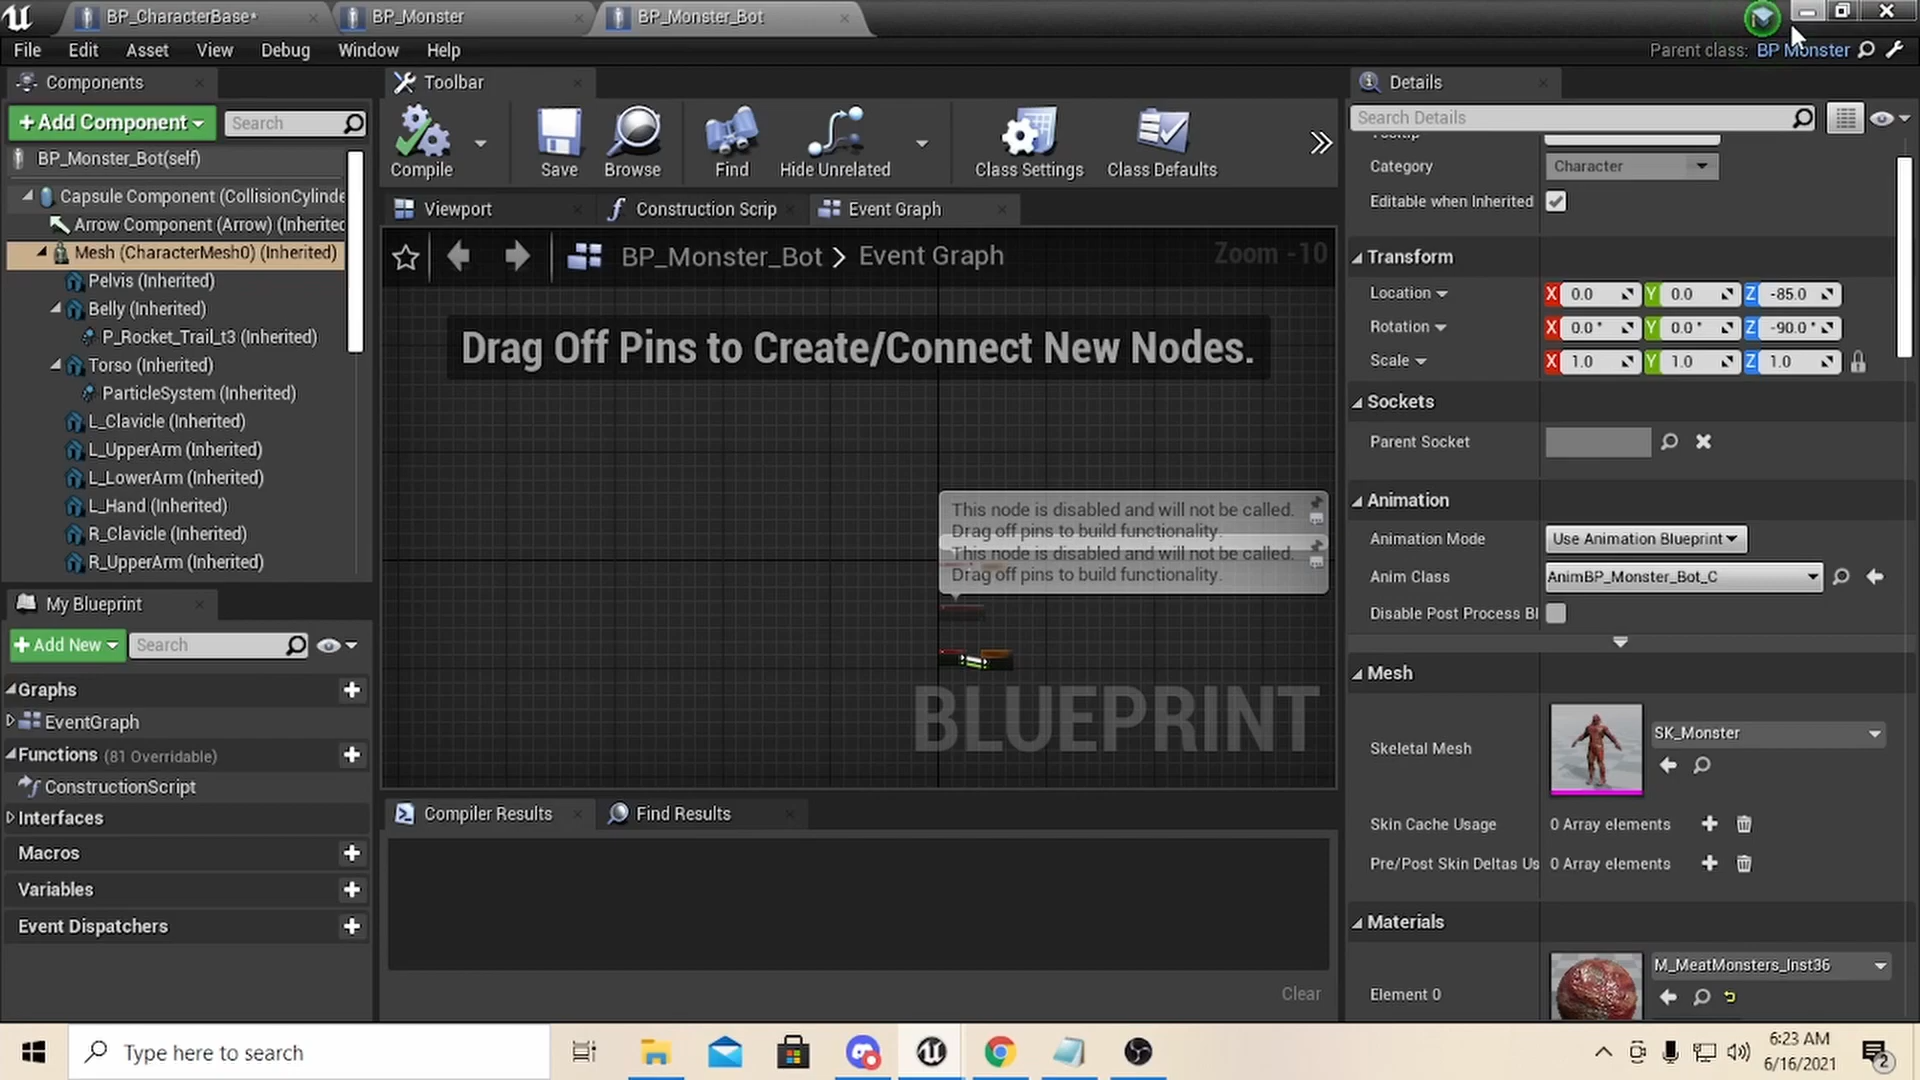 BP_CharacterBase*
BP_Monster
BP_Monster_Bot
File Edit Asset View Debug Window Help
Parent class: BP Monster
Components
+Add Component
Search
BP_Monster_Bot(self)
Capsule Component (CollisionCylinde
Arrow Component (Arrow) (Inherited
Mesh (CharacterMesh0) (Inherited)
Pelvis (Inherited)
Belly (Inherited)
P_Rocket_Trail_t3 (Inherited)
Torso (Inherited)
ParticleSystem (Inherited)
L_Clavicle (Inherited)
L_UpperArm (Inherited)
L_LowerArm (Inherited)
L_Hand (Inherited)
R_Clavicle (Inherited)
R_UpperArm (Inherited)
My Blueprint
+Add New
Search
Graphs
EventGraph
Functions (81 Overridable)
ConstructionScript
Interfaces
Macros
Variables
Event Dispatchers
Toolbar
Compile
Save
Browse
Find
Hide Unrelated
Class Settings
Class Defaults
Viewport
Construction Scrip
Event Graph
BP_Monster_Bot > Event Graph
Zoom -10
Drag Off Pins to Create/Connect New Nodes.
This node is disabled and will not be called.
Drag off pins to build functionality.
This node is disabled and will not be called.
Drag off pins to build functionality.
BLUEPRINT
Compiler Results
Find Results
Clear
Details
Search Details
Category Character
Editable when Inherited
Transform
Location X 0.0 Y 0.0 Z -85.0
Rotation X 0.0 ° Y 0.0 ° Z -90.0 °
Scale X 1.0 Y 1.0 Z 1.0
Sockets
Parent Socket
Animation
Animation Mode Use Animation Blueprint
Anim Class AnimBP_Monster_Bot_C
Disable Post Process Bl
Mesh
Skeletal Mesh SK_Monster
Skin Cache Usage 0 Array elements
Pre/Post Skin Deltas Us 0 Array elements
Materials
Element 0 M_MeatMonsters_Inst36
Type here to search
6:23 AM
6/16/2021
2